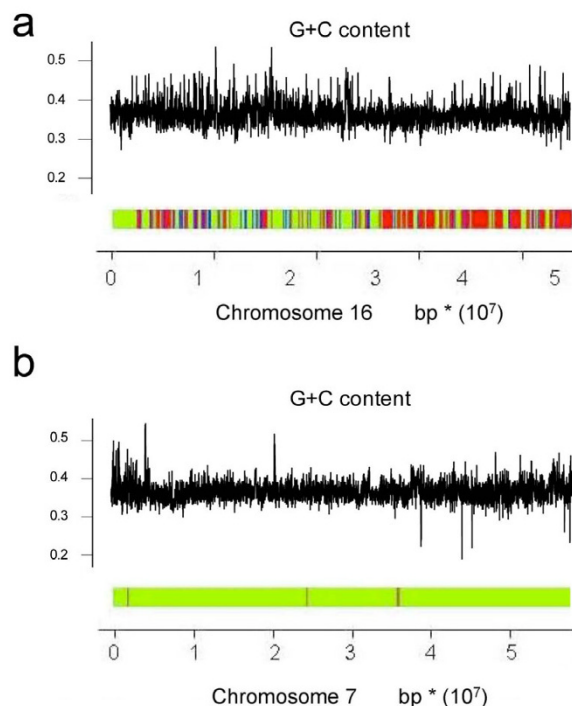 a
G+C content
0.5
0.4
0.3
0.2
0 1 2 3 4 5
Chromosome 16 bp * (10⁷)
b
G+C content
0.5
0.4
0.3
0.2
0 1 2 3 4 5
Chromosome 7 bp * (10⁷)